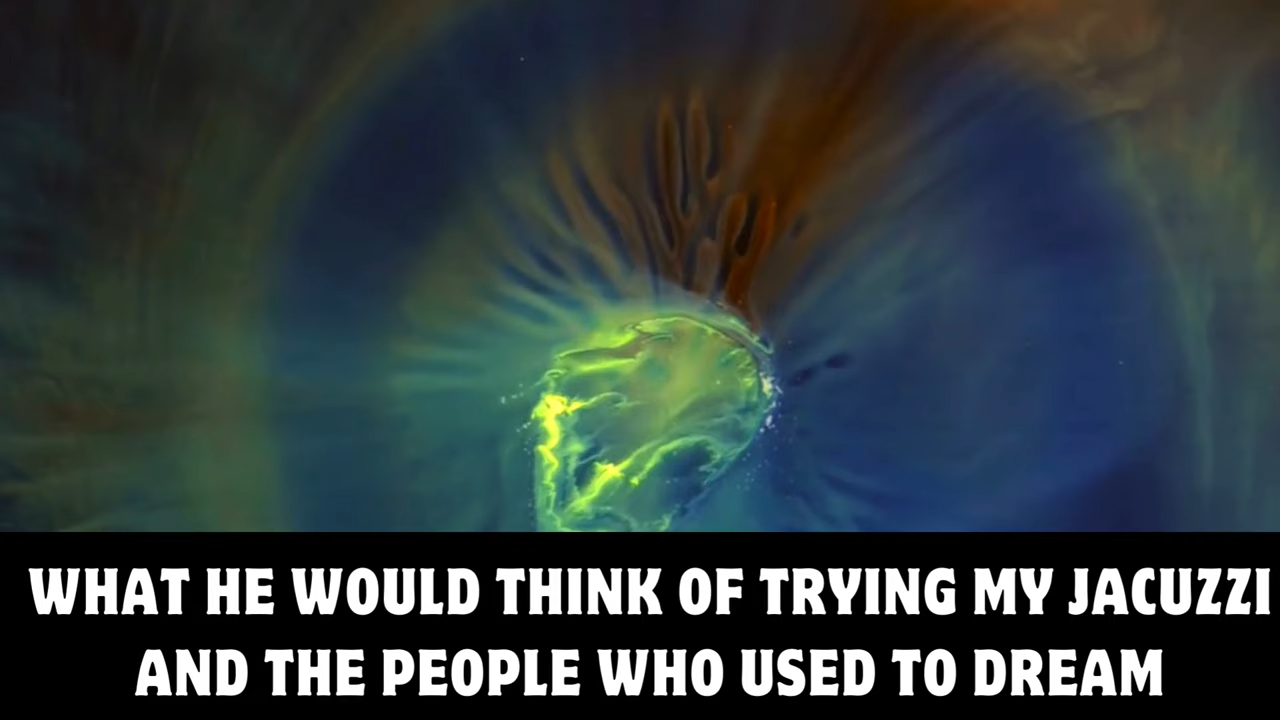 WHAT HE WOULD THINK OF TRYING MY JACUZZI
AND THE PEOPLE WHO USED TO DREAM